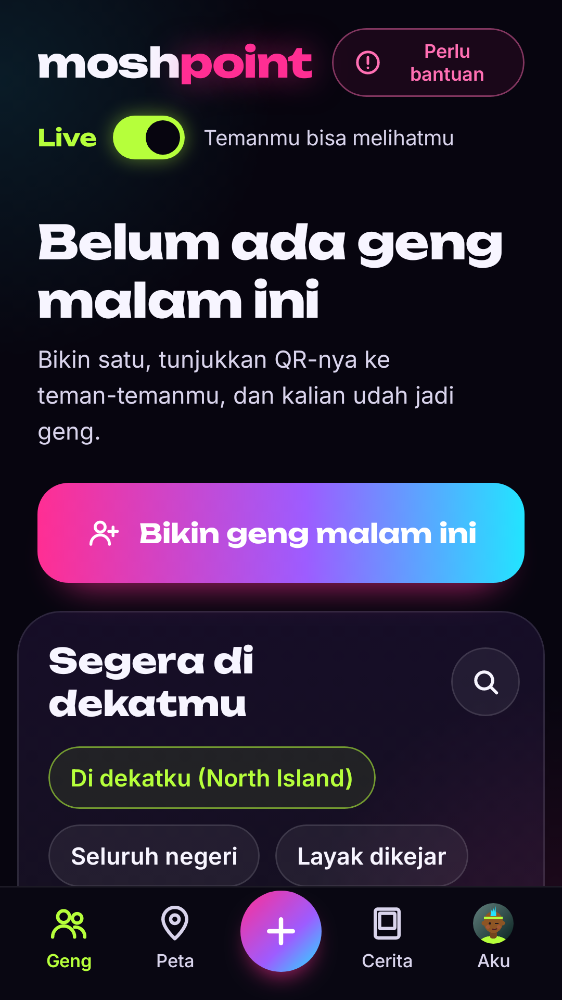 moshpoint
Perlu
bantuan
Live
Temanmu bisa melihatmu
Belum ada geng
malam ini
Bikin satu, tunjukkan QR-nya ke
teman-temanmu, dan kalian udah jadi
geng.
Bikin geng malam ini
Segera di
dekatmu
Di dekatku (North Island)
Seluruh negeri
Layak dikejar
Geng
Peta
Cerita
Aku